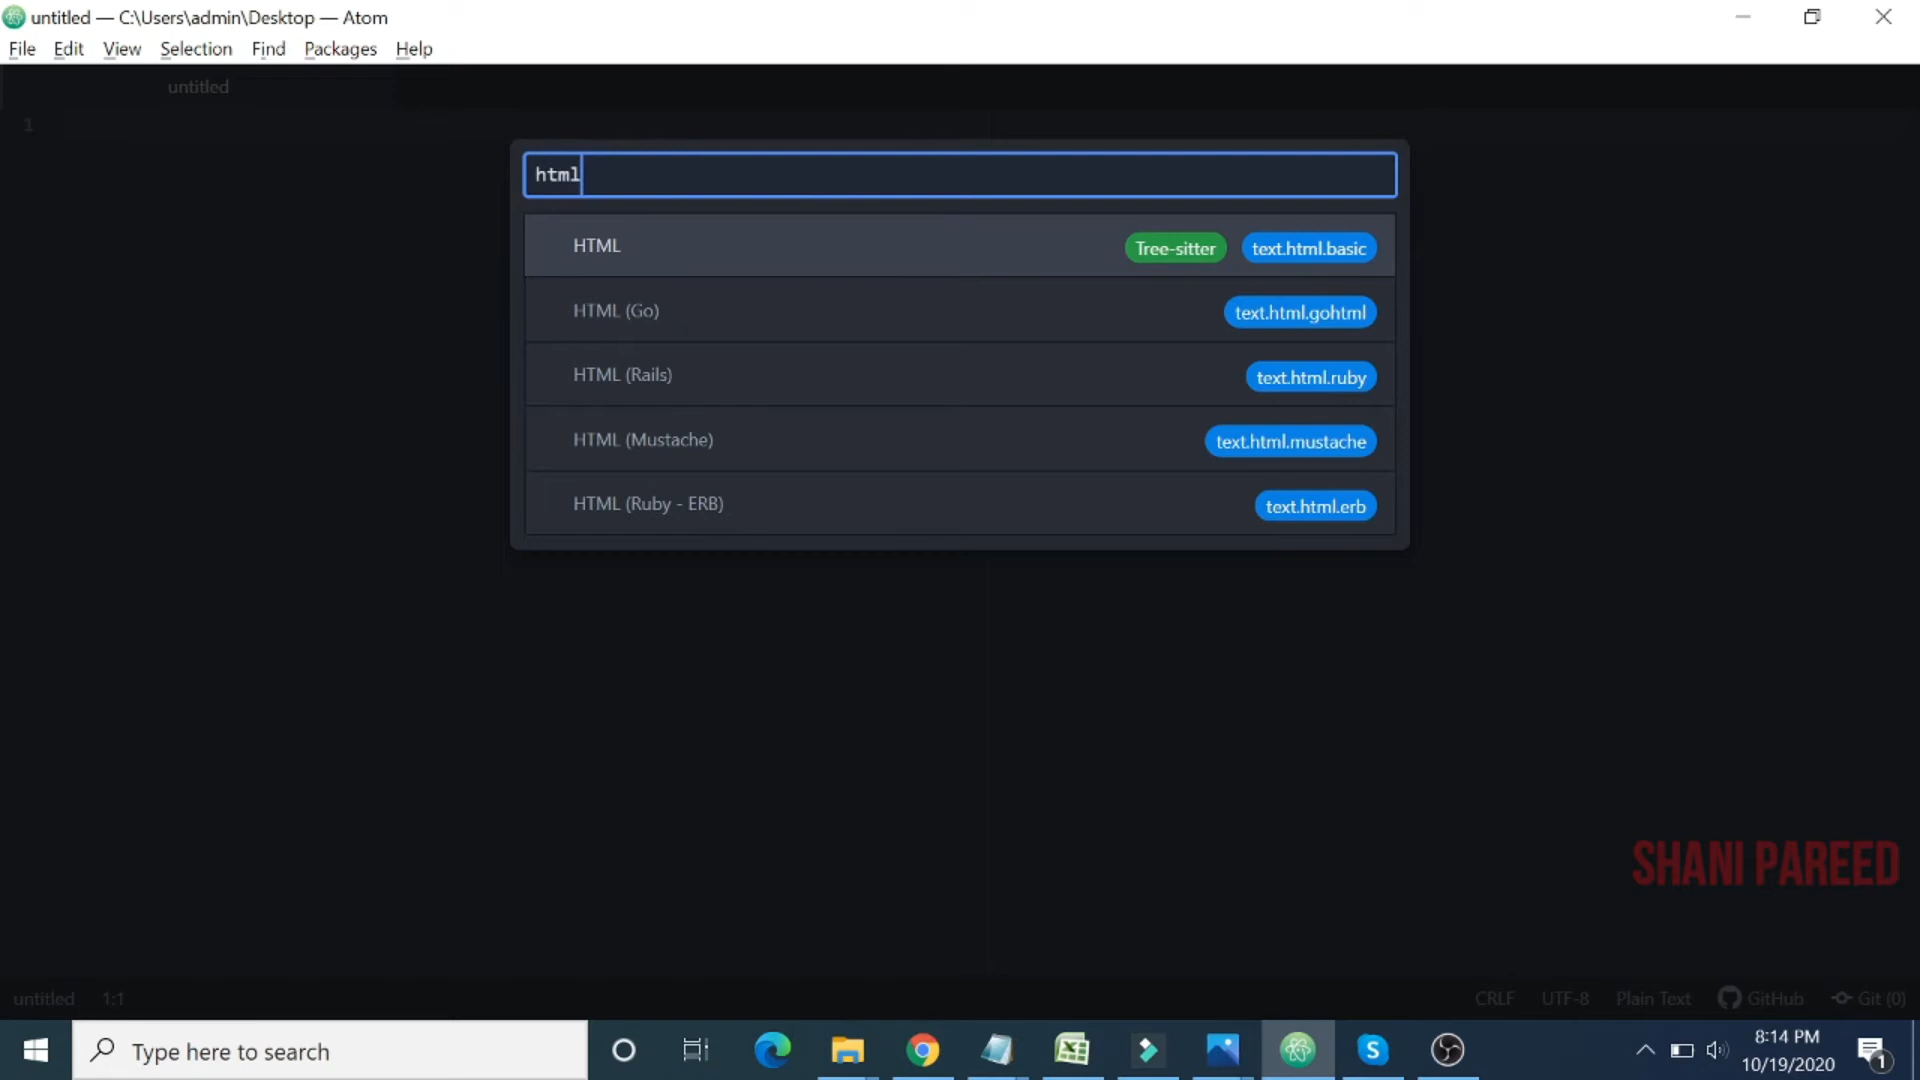 untitled — C:\Users\admin\Desktop — Atom
File Edit View Selection Find Packages Help
untitled
1
html
HTML Tree-sitter text.html.basic
HTML (Go) text.html.gohtml
HTML (Rails) text.html.ruby
HTML (Mustache) text.html.mustache
HTML (Ruby - ERB) text.html.erb
SHANI PAREED
untitled 1:1 CRLF UTF-8 Plain Text GitHub Git (0)
Type here to search
8:14 PM
10/19/2020
1